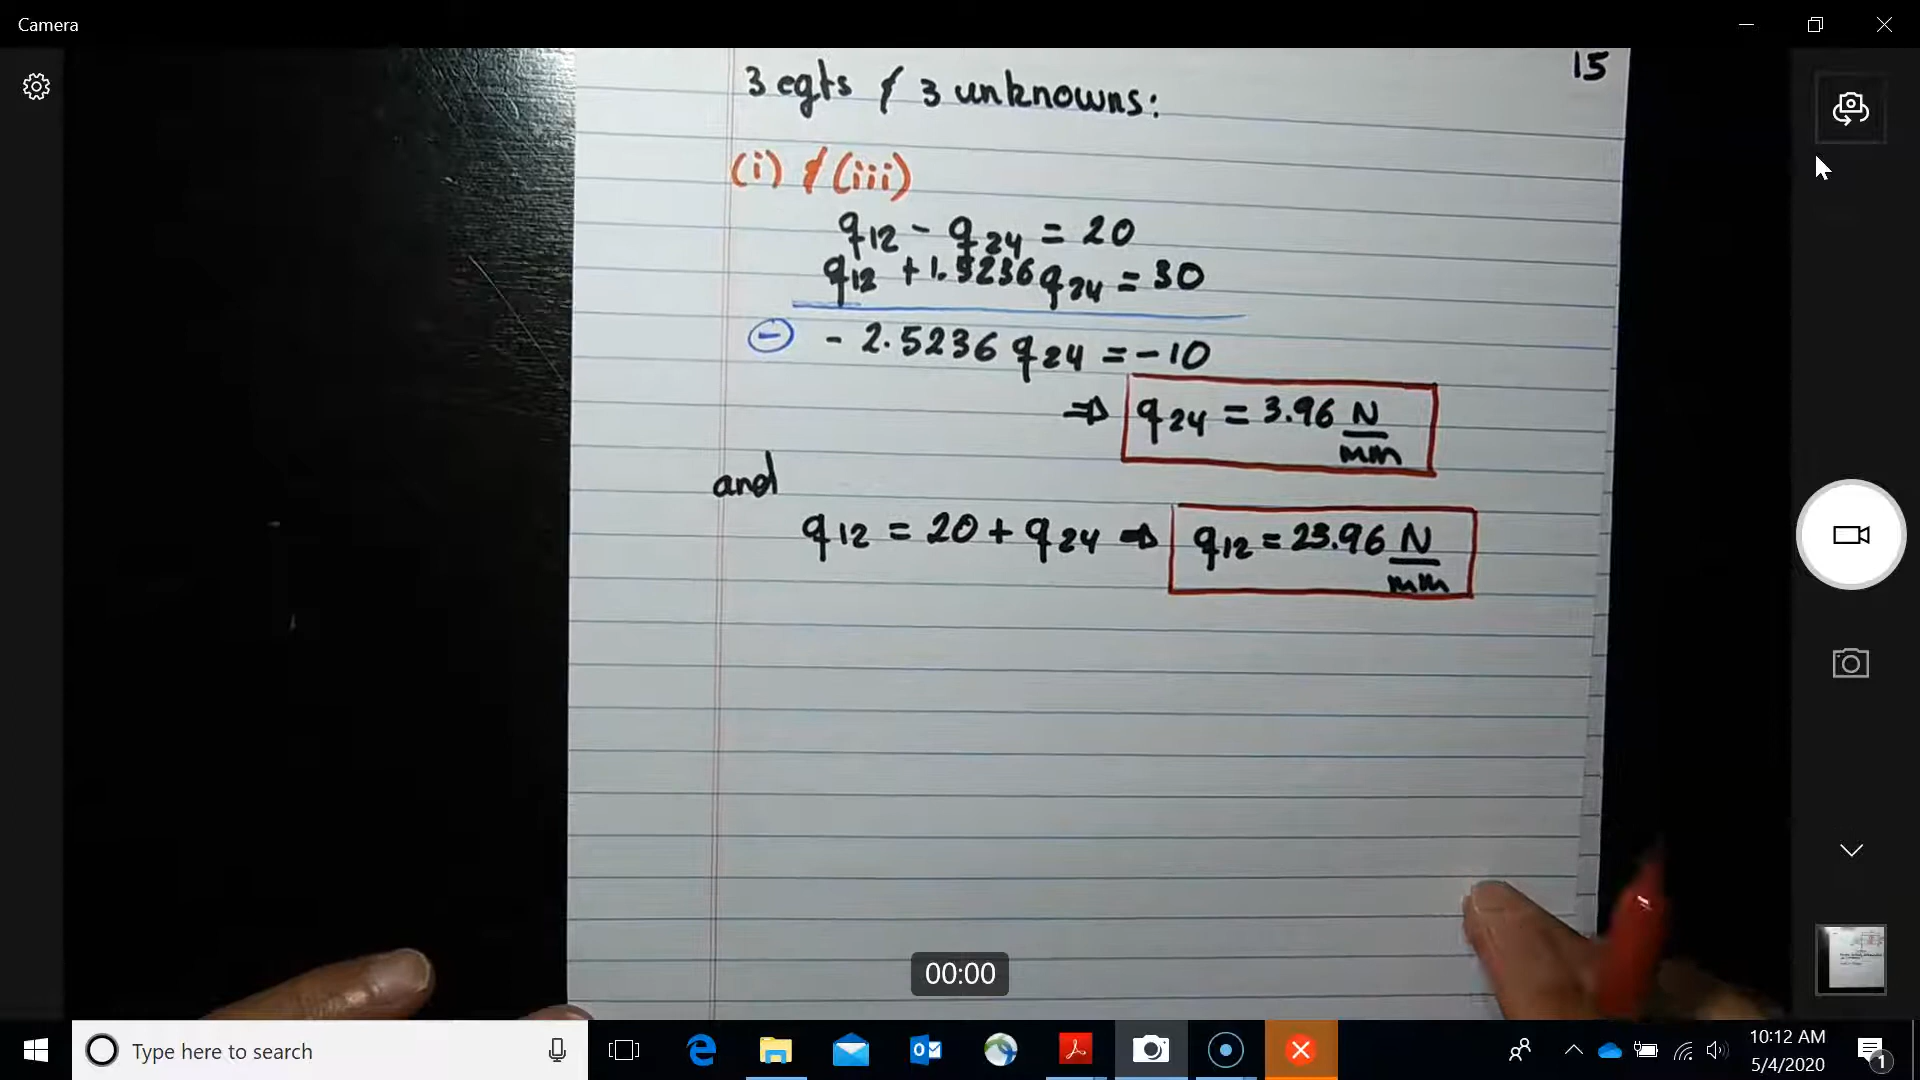 Camera
15
3 eqts & 3 unknowns:
(i) & (iii)
q12 - q24 = 20
q12 + 1.5236 q24 = 30
- - 2.5236 q24 = -10
⇒ q24 = 3.96 N/mm
and
q12 = 20 + q24 ⇒ q12 = 23.96 N/mm
00:00
Type here to search
10:12 AM
5/4/2020
1